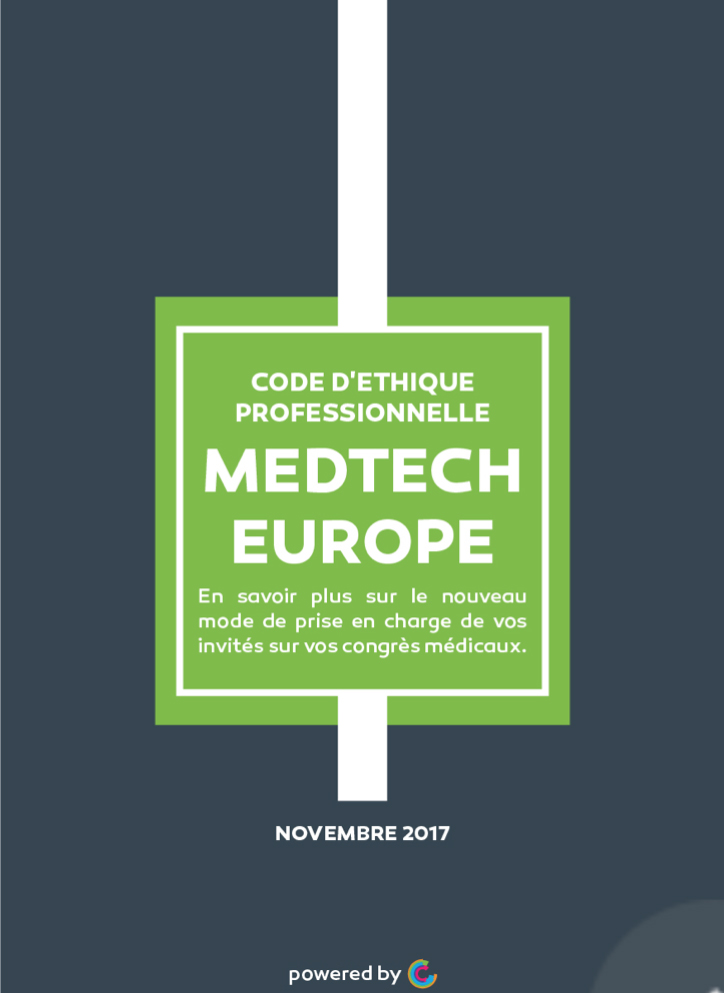 CODE D'ETHIQUE
PROFESSIONNELLE
MEDTECH
EUROPE
En savoir plus sur le nouveau
mode de prise en charge de vos
invités sur vos congrès médicaux.
NOVEMBRE 2017
powered by